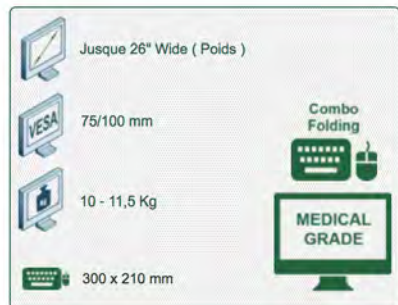 Jusque 26" Wide ( Poids )
VESA
75/100 mm
10 - 11,5 Kg
300 x 210 mm
Combo
Folding
MEDICAL
GRADE